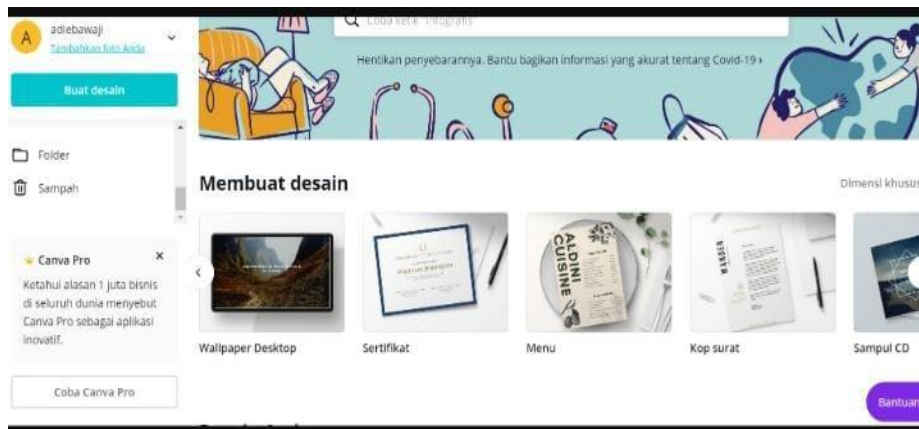 A
adiebawaji
Tambahkan foto Anda
Buat desain
Folder
Sampah
Canva Pro
Ketahui alasan 1 juta bisnis
di seluruh dunia menyebut
Canva Pro sebagai aplikasi
inovatif.
Coba Canva Pro
Coba ketik "Infografis"
Hentikan penyebarannya. Bantu bagikan informasi yang akurat tentang Covid-19
Membuat desain
Dimensi khusus
ALDINI
CUISINE
Wallpaper Desktop
Sertifikat
Menu
Kop surat
Sampul CD
Bantuan